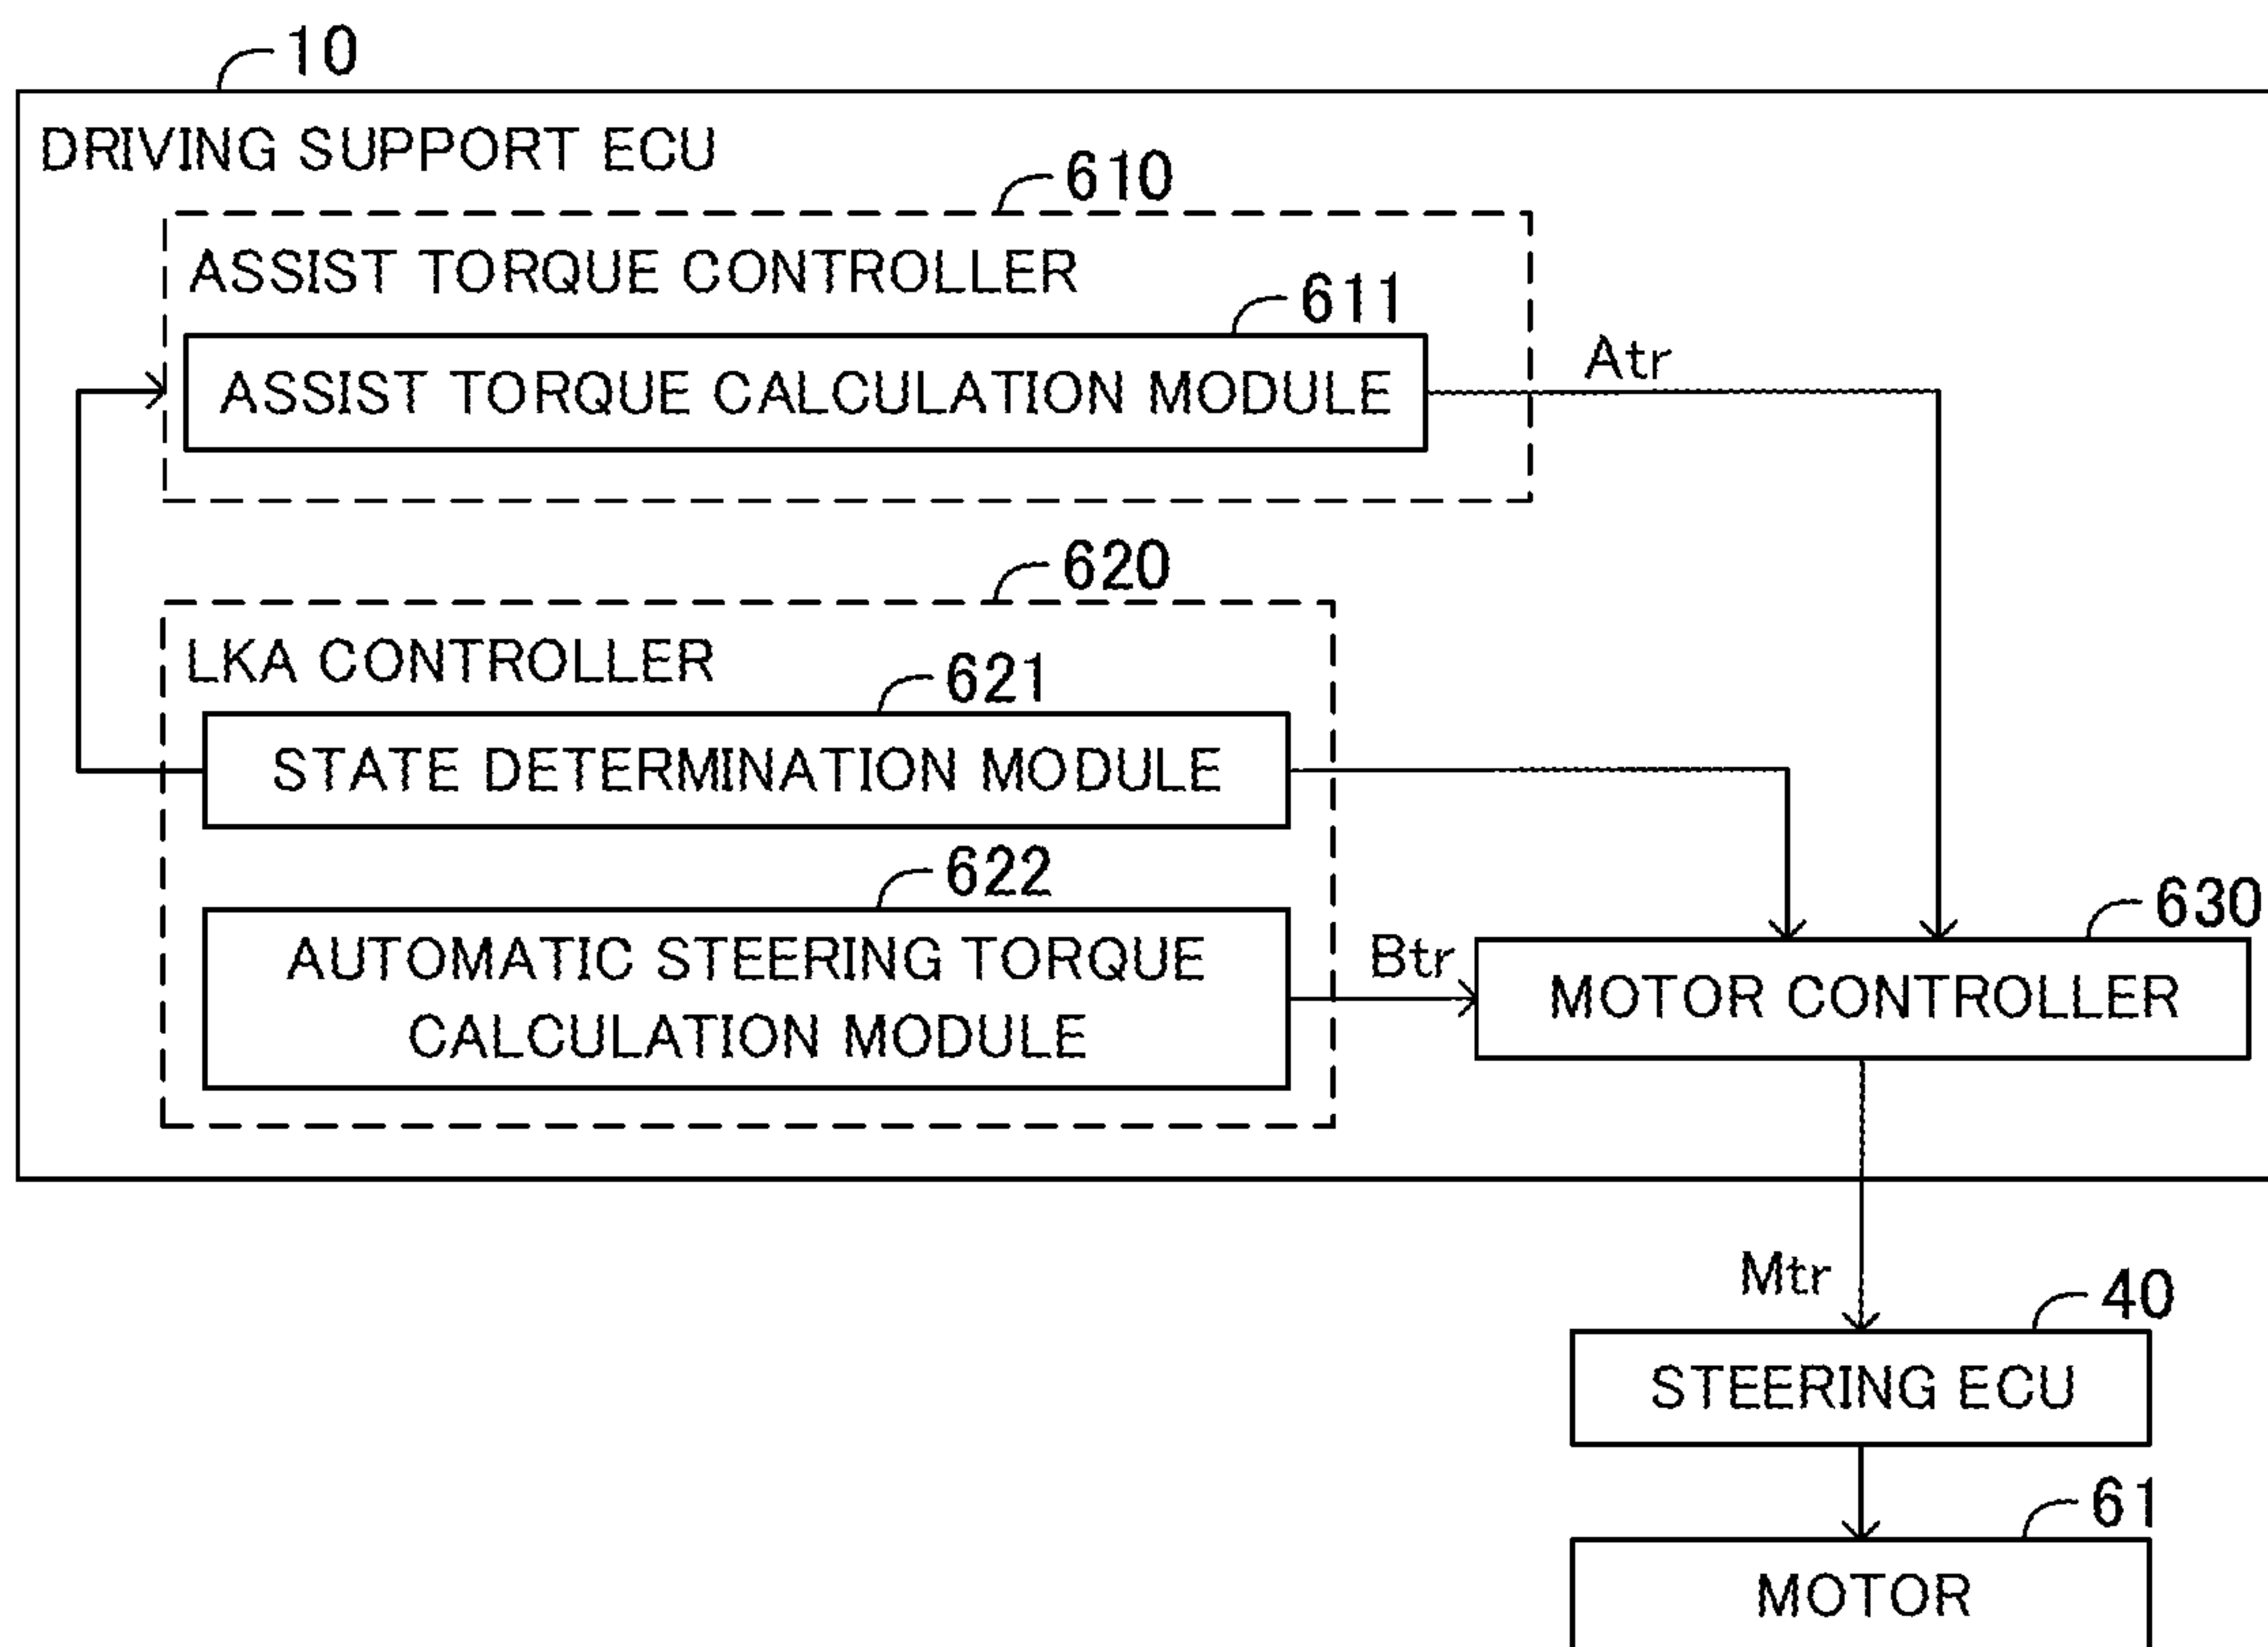 10
DRIVING SUPPORT ECU
610
ASSIST TORQUE CONTROLLER
611
ASSIST TORQUE CALCULATION MODULE
Atr
620
LKA CONTROLLER
621
STATE DETERMINATION MODULE
622
AUTOMATIC STEERING TORQUE
CALCULATION MODULE
Btr
630
MOTOR CONTROLLER
Mtr
40
STEERING ECU
61
MOTOR